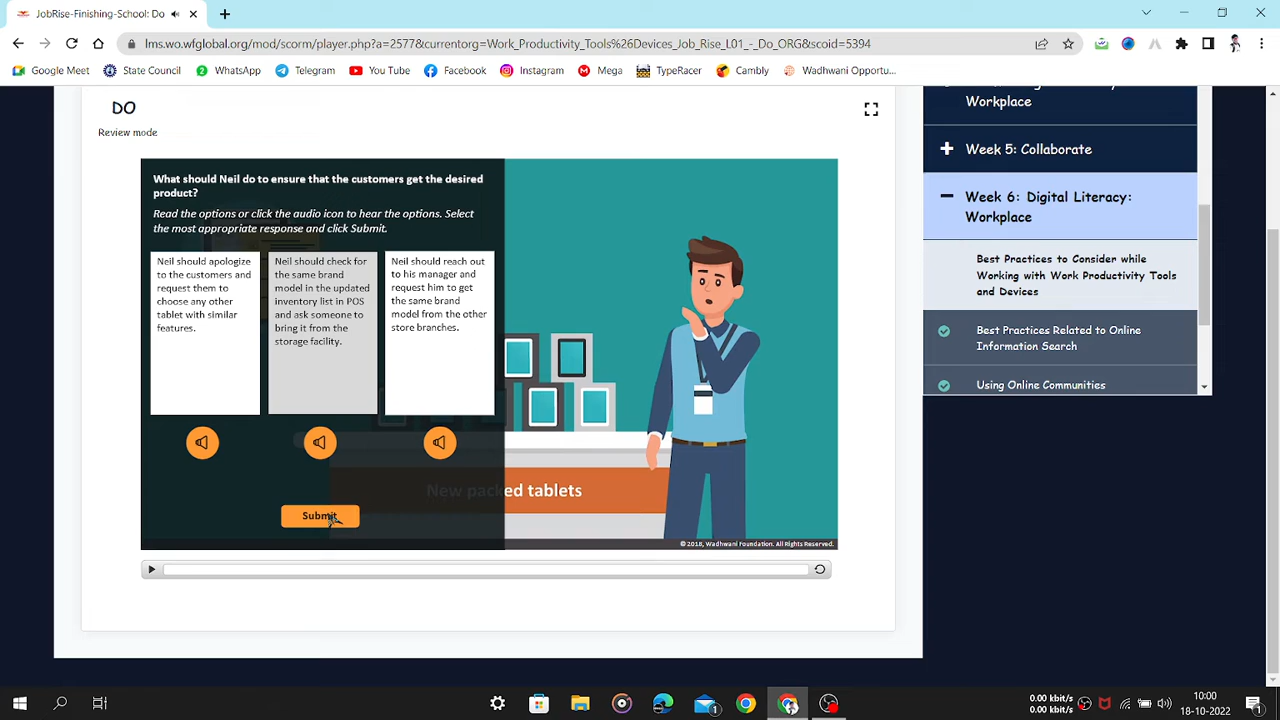 JobRise-Finishing-School: Do
lms.wo.wfglobal.org/mod/scorm/player.php?a=2577&currentorg=Work_Productivity_Tools%26Devices_Job_Rise_L01_-_Do_ORG&scoid=5394
Google Meet
State Council
WhatsApp
Telegram
You Tube
Facebook
Instagram
Mega
TypeRacer
Cambly
Wadhwani Opportu...
DO
Review mode
What should Neil do to ensure that the customers get the desired
product?
Read the options or click the audio icon to hear the options. Select
the most appropriate response and click Submit.
Neil should apologize
to the customers and
request them to
choose any other
tablet with similar
features.
Neil should check for
the same brand
model in the updated
inventory list in POS
and ask someone to
bring it from the
storage facility.
Neil should reach out
to his manager and
request him to get
the same brand
model from the other
store branches.
New packed tablets
Submit
© 2018, Wadhwani Foundation. All Rights Reserved.
Workplace
Week 5: Collaborate
Week 6: Digital Literacy:
Workplace
Best Practices to Consider while
Working with Work Productivity Tools
and Devices
Best Practices Related to Online
Information Search
Using Online Communities
0.00 kbit/s
0.00 kbit/s
10:00
18-10-2022
1
1